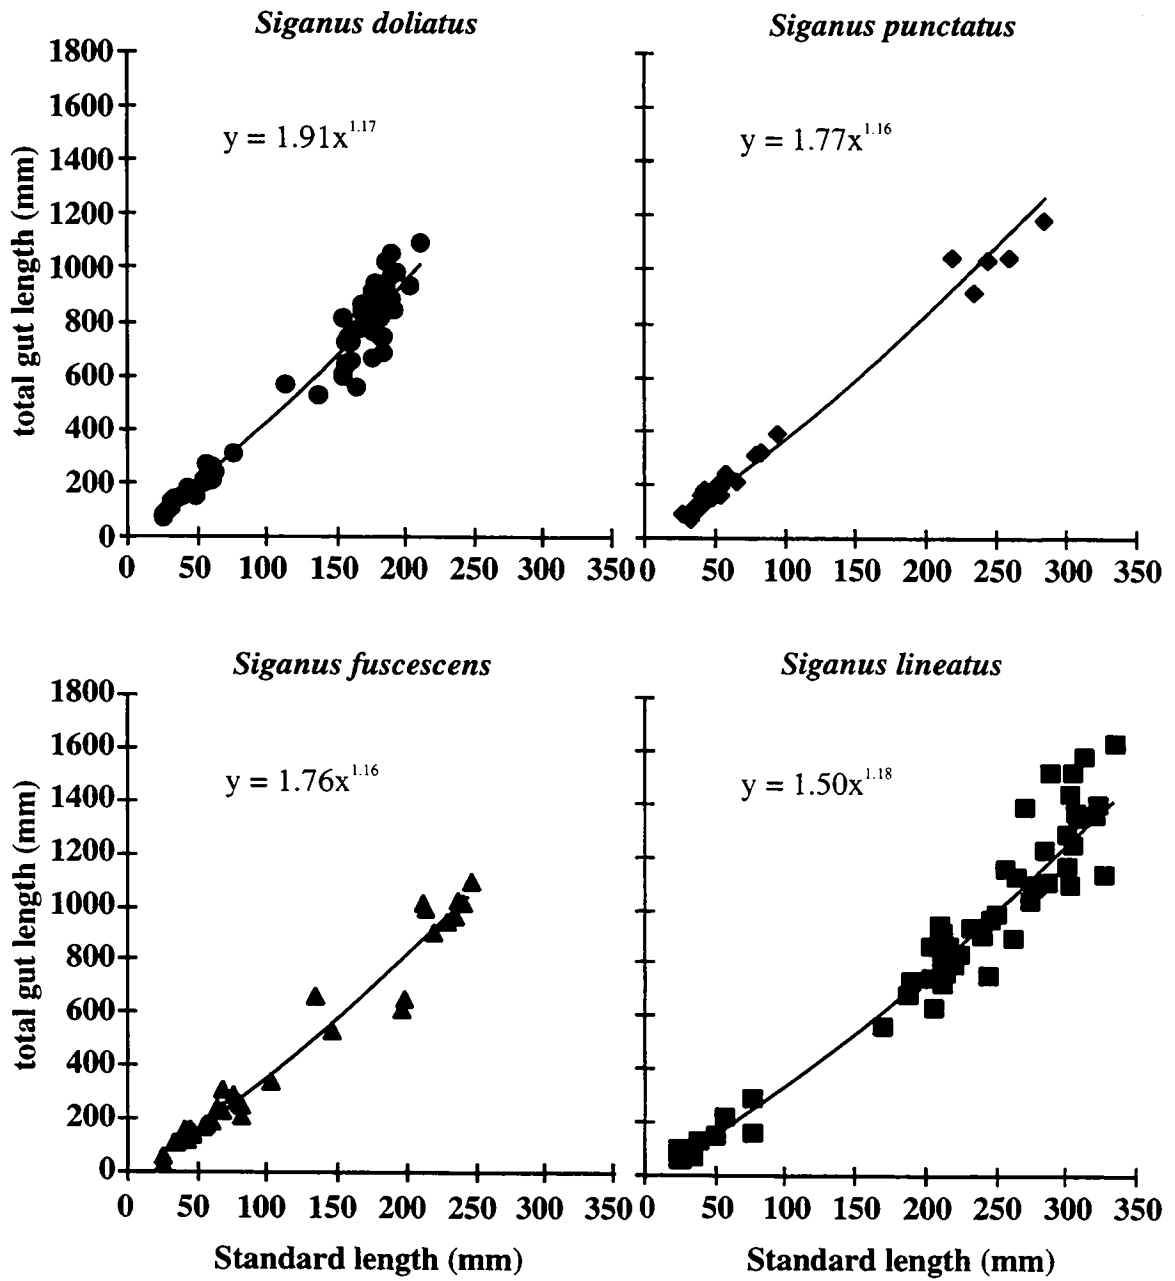 Siganus doliatus
Siganus punctatus
1800
1600
1400
1200
1000
800
600
400
200
0
total gut length (mm)
y = 1.91x^1.17
y = 1.77x^1.16
0 50 100 150 200 250 300 350
0 50 100 150 200 250 300 350
Siganus fuscescens
Siganus lineatus
1800
1600
1400
1200
1000
800
600
400
200
0
total gut length (mm)
y = 1.76x^1.16
y = 1.50x^1.18
0 50 100 150 200 250 300 350
0 50 100 150 200 250 300 350
Standard length (mm)
Standard length (mm)